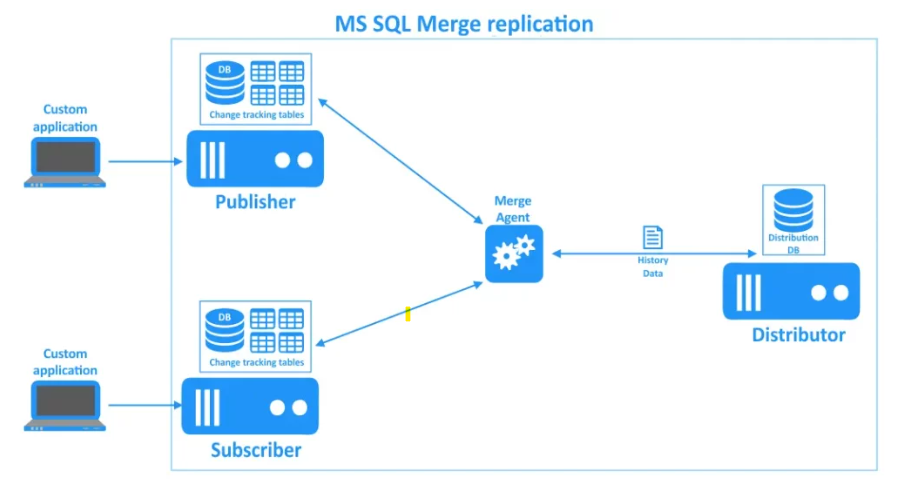 MS SQL Merge replication
DB
Change tracking tables
Custom
application
Publisher
Merge
Agent
Distribution
DB
History
Data
Distributor
DB
Change tracking tables
Custom
application
Subscriber